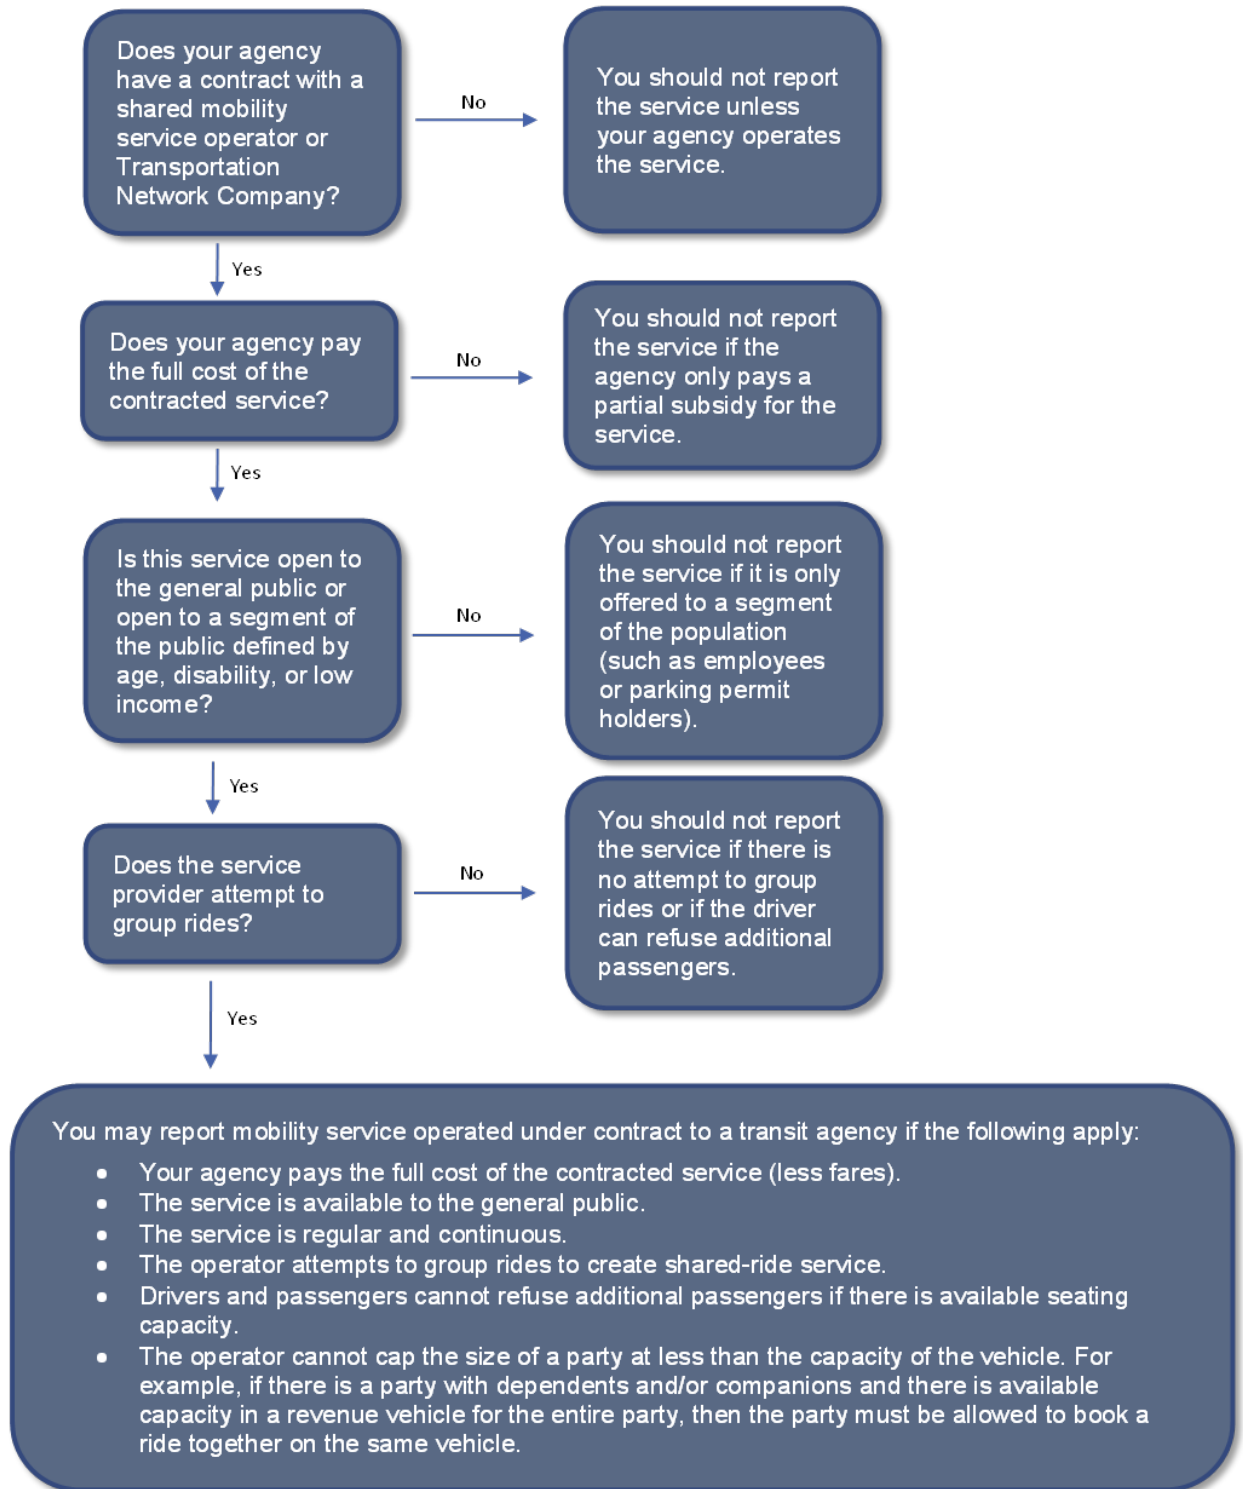 Does your agency
have a contract with a
shared mobility
service operator or
Transportation
Network Company?
No
You should not report
the service unless
your agency operates
the service.
Yes
Does your agency pay
the full cost of the
contracted service?
No
You should not report
the service if the
agency only pays a
partial subsidy for the
service.
Yes
Is this service open to
the general public or
open to a segment of
the public defined by
age, disability, or low
income?
No
You should not report
the service if it is only
offered to a segment
of the population
(such as employees
or parking permit
holders).
Yes
Does the service
provider attempt to
group rides?
No
You should not report
the service if there is
no attempt to group
rides or if the driver
can refuse additional
passengers.
Yes
You may report mobility service operated under contract to a transit agency if the following apply:
• Your agency pays the full cost of the contracted service (less fares).
• The service is available to the general public.
• The service is regular and continuous.
• The operator attempts to group rides to create shared-ride service.
• Drivers and passengers cannot refuse additional passengers if there is available seating
capacity.
• The operator cannot cap the size of a party at less than the capacity of the vehicle. For
example, if there is a party with dependents and/or companions and there is available
capacity in a revenue vehicle for the entire party, then the party must be allowed to book a
ride together on the same vehicle.